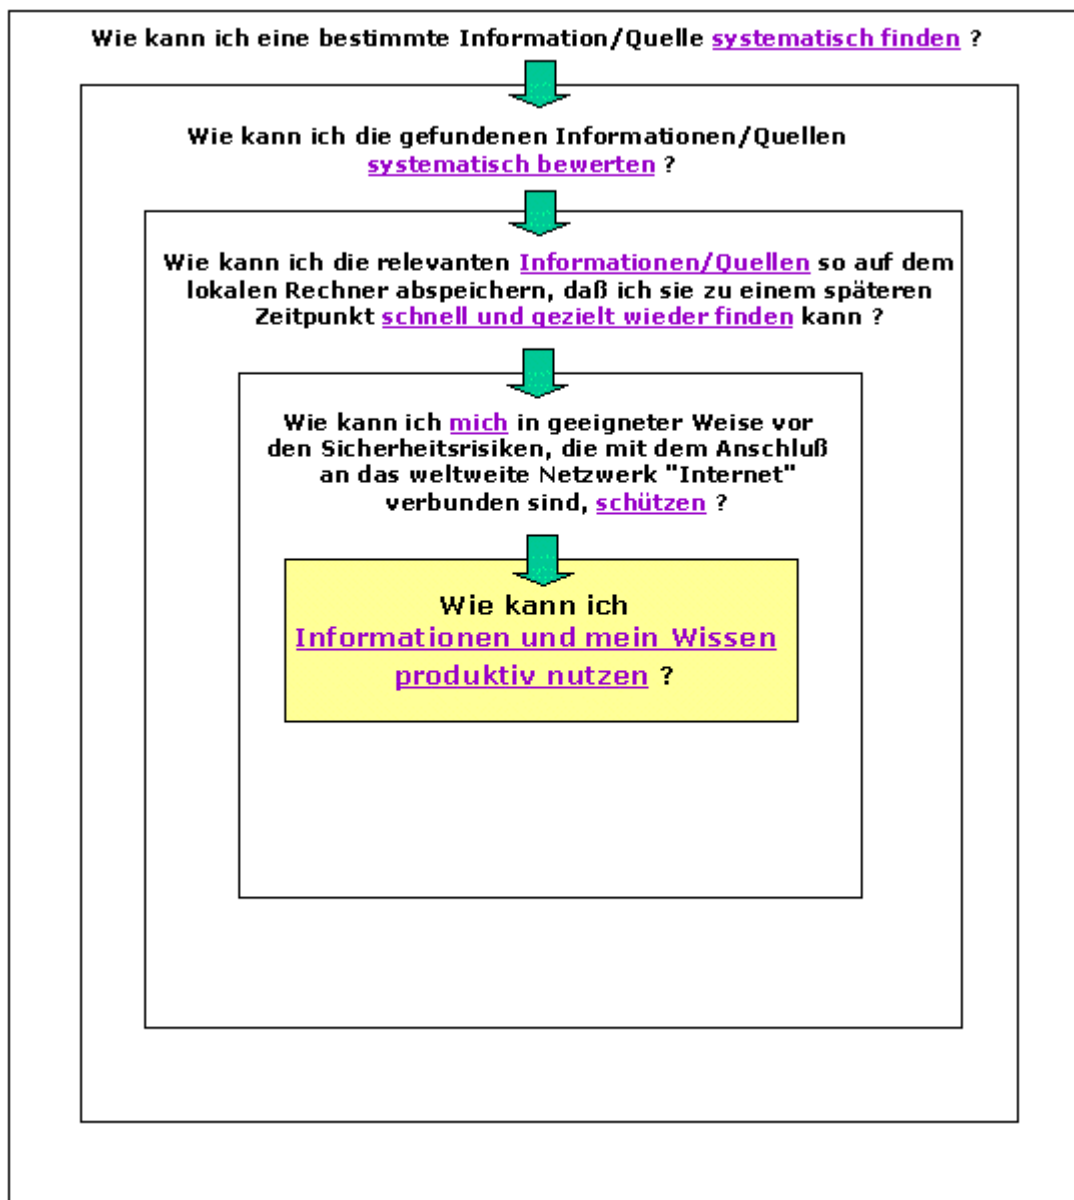 Wie kann ich eine bestimmte Information/Quelle systematisch finden ?
Wie kann ich die gefundenen Informationen/Quellen
systematisch bewerten ?
Wie kann ich die relevanten Informationen/Quellen so auf dem
lokalen Rechner abspeichern, daß ich sie zu einem späteren
Zeitpunkt schnell und gezielt wieder finden kann ?
Wie kann ich mich in geeigneter Weise vor
den Sicherheitsrisiken, die mit dem Anschluß
an das weltweite Netzwerk "Internet"
verbunden sind, schützen ?
Wie kann ich
Informationen und mein Wissen
produktiv nutzen ?